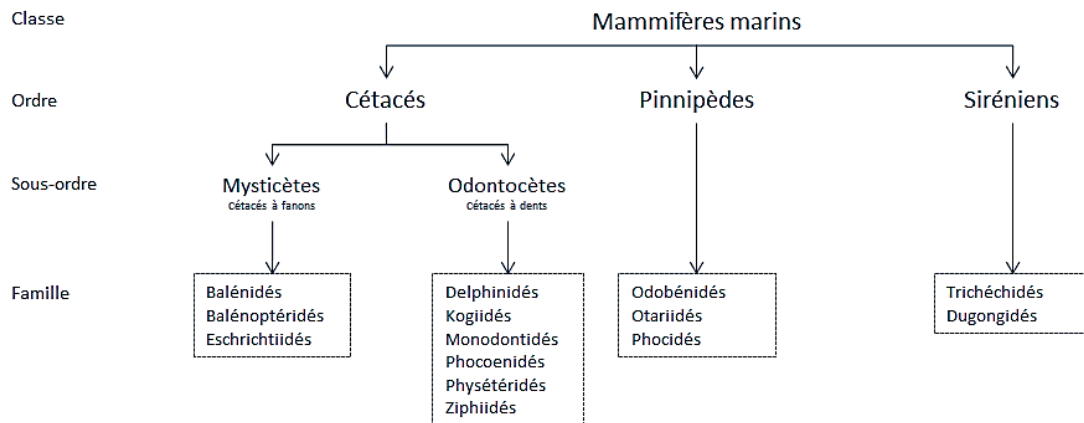 Classe
Mammifères marins
Ordre
Cétacés
Pinnipèdes
Siréniens
Sous-ordre
Mysticètes
Cétacés à fanons
Odontocètes
Cétacés à dents
Famille
Balénidés
Balénoptéridés
Eschrichtiidés
Delphinidés
Kogiidés
Monodontidés
Phocoenidés
Physétéridés
Ziphiidés
Odobénidés
Otariidés
Phocidés
Trichéchidés
Dugongidés